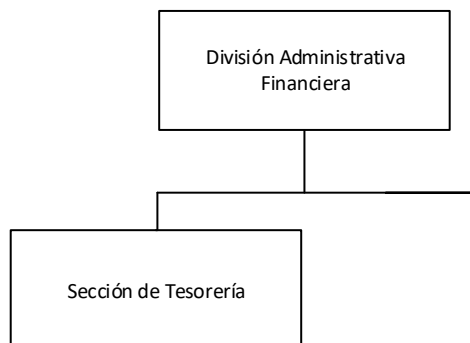 División Administrativa
Financiera
Sección de Tesorería